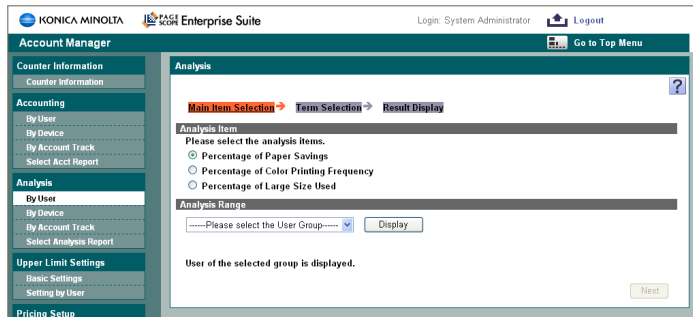 KONICA MINOLTA PAGE SCOPE Enterprise Suite Login: System Administrator Logout
Account Manager Go to Top Menu
Counter Information
Counter Information
Accounting
By User
By Device
By Account Track
Select Acct Report
Analysis
By User
By Device
By Account Track
Select Analysis Report
Upper Limit Settings
Basic Settings
Setting by User
Pricing Setup
Analysis
?
Main Item Selection Term Selection Result Display
Analysis Item
Please select the analysis items.
Percentage of Paper Savings
Percentage of Color Printing Frequency
Percentage of Large Size Used
Analysis Range
------Please select the User Group------ Display
User of the selected group is displayed.
Next